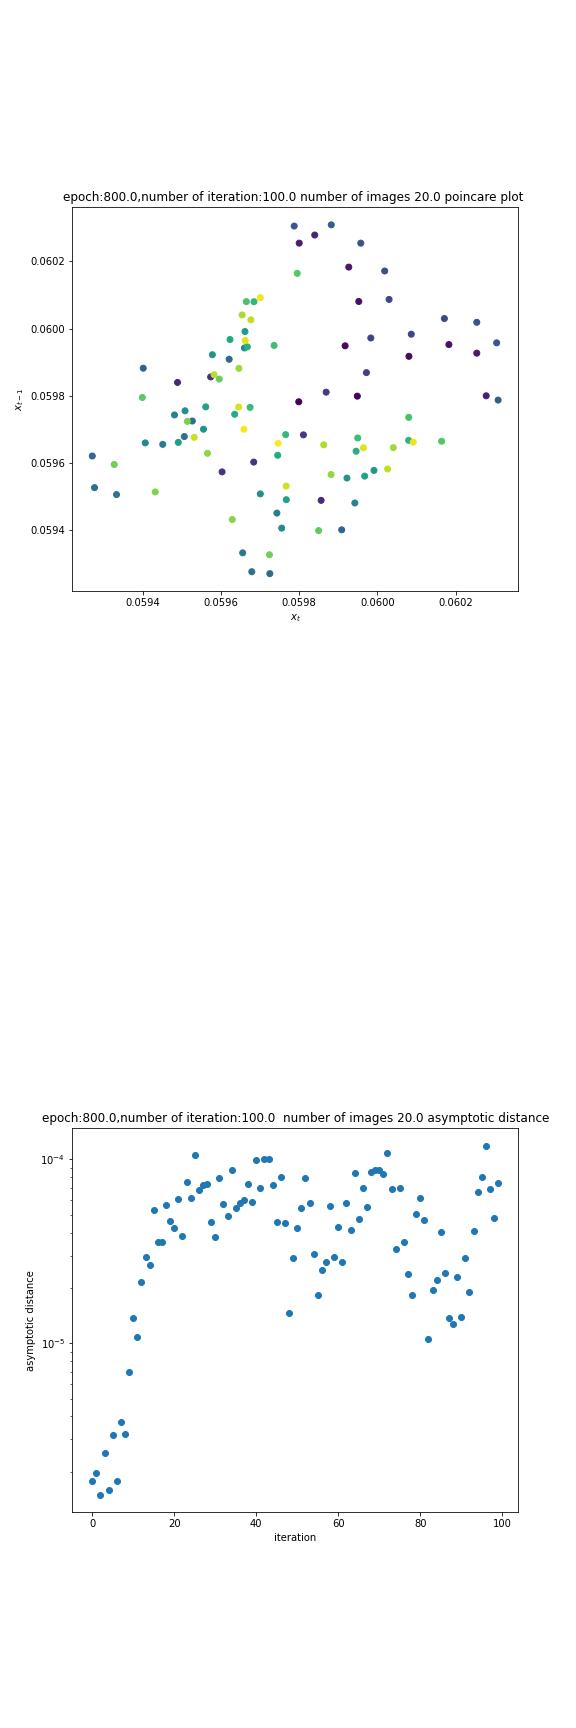 epoch:800.0,number of iteration:100.0 number of images 20.0 poincare plot
0.0602
0.0600
0.0598
0.0596
0.0594
x_{t-1}
0.0594 0.0596 0.0598 0.0600 0.0602
x_t
epoch:800.0,number of iteration:100.0  number of images 20.0 asymptotic distance
10^{-4}
10^{-5}
asymptotic distance
0 20 40 60 80 100
iteration